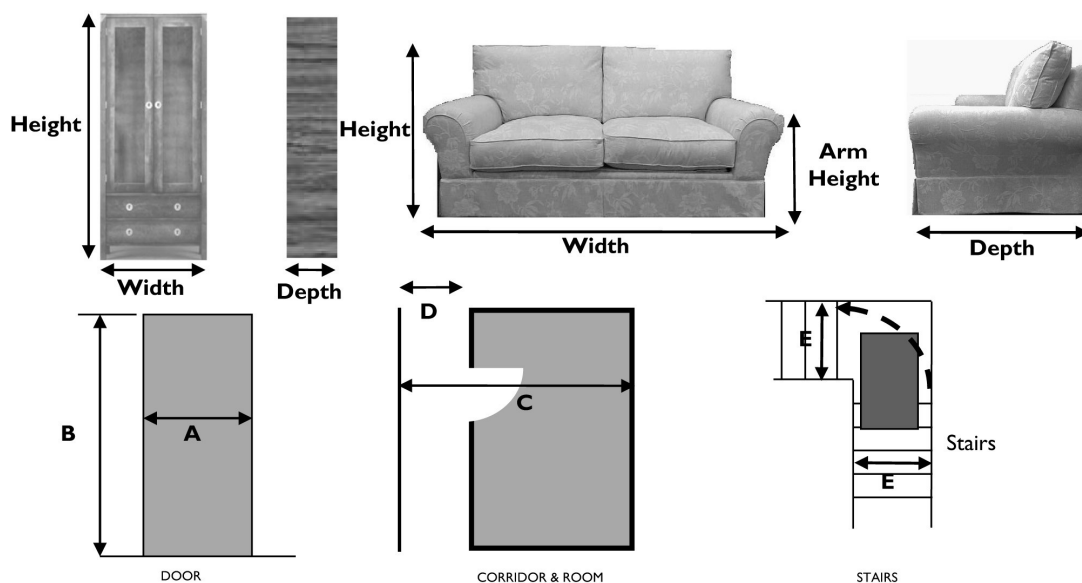 Height
Width
Depth
Height
Arm
Height
Width
Depth
B
A
DOOR
D
C
CORRIDOR & ROOM
E
E
Stairs
STAIRS